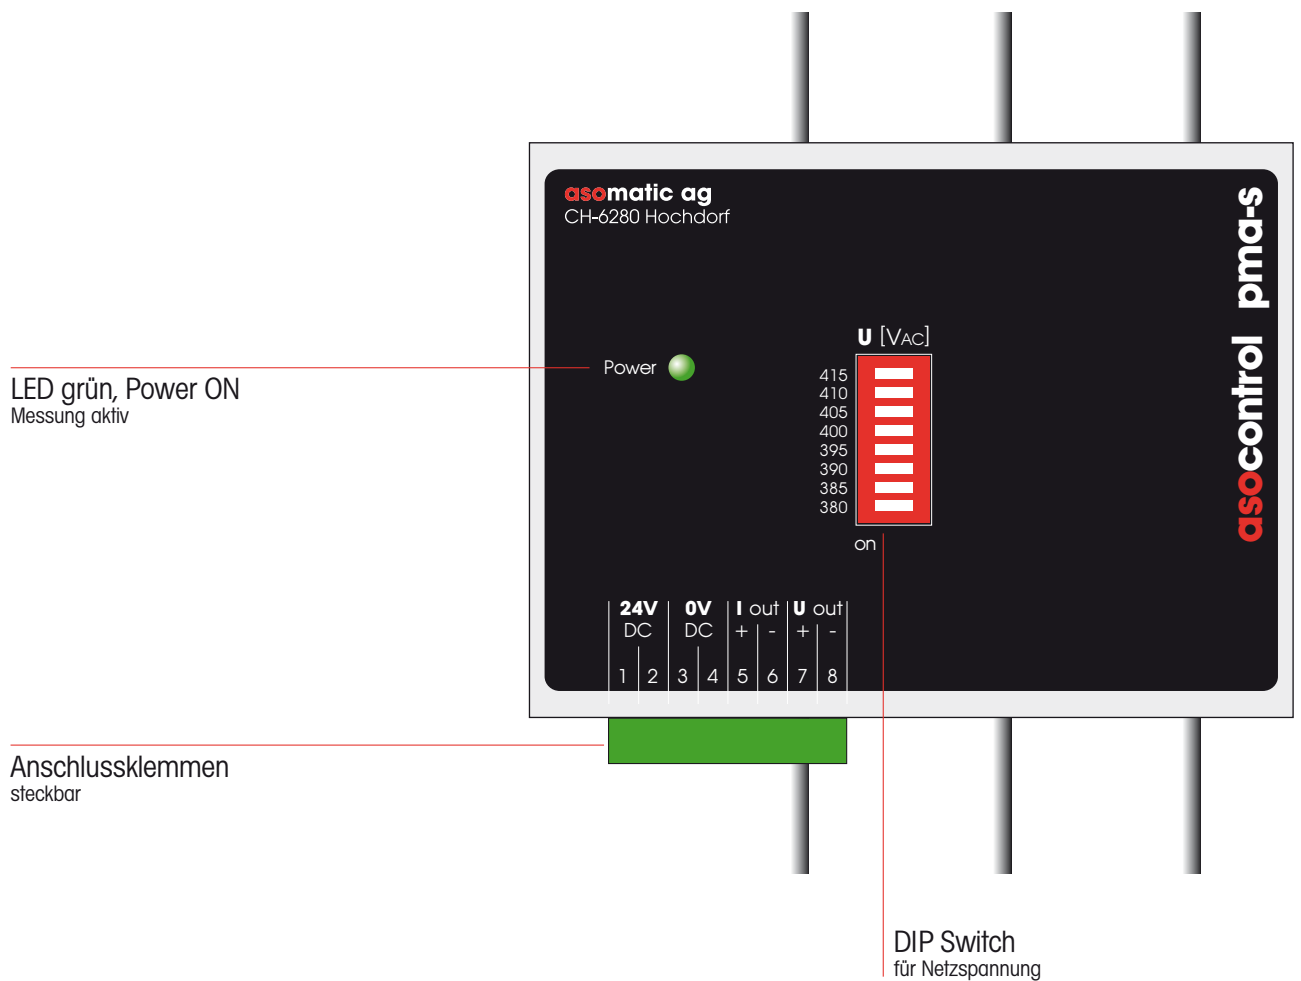 asomatic ag
CH-6280 Hochdorf
asocontrol pma-s
U [VAC]
Power
415
410
405
400
395
390
385
380
on
LED grün, Power ON
Messung aktiv
24V 0V I out U out
DC DC + - + -
1 2 3 4 5 6 7 8
Anschlussklemmen
steckbar
DIP Switch
für Netzspannung